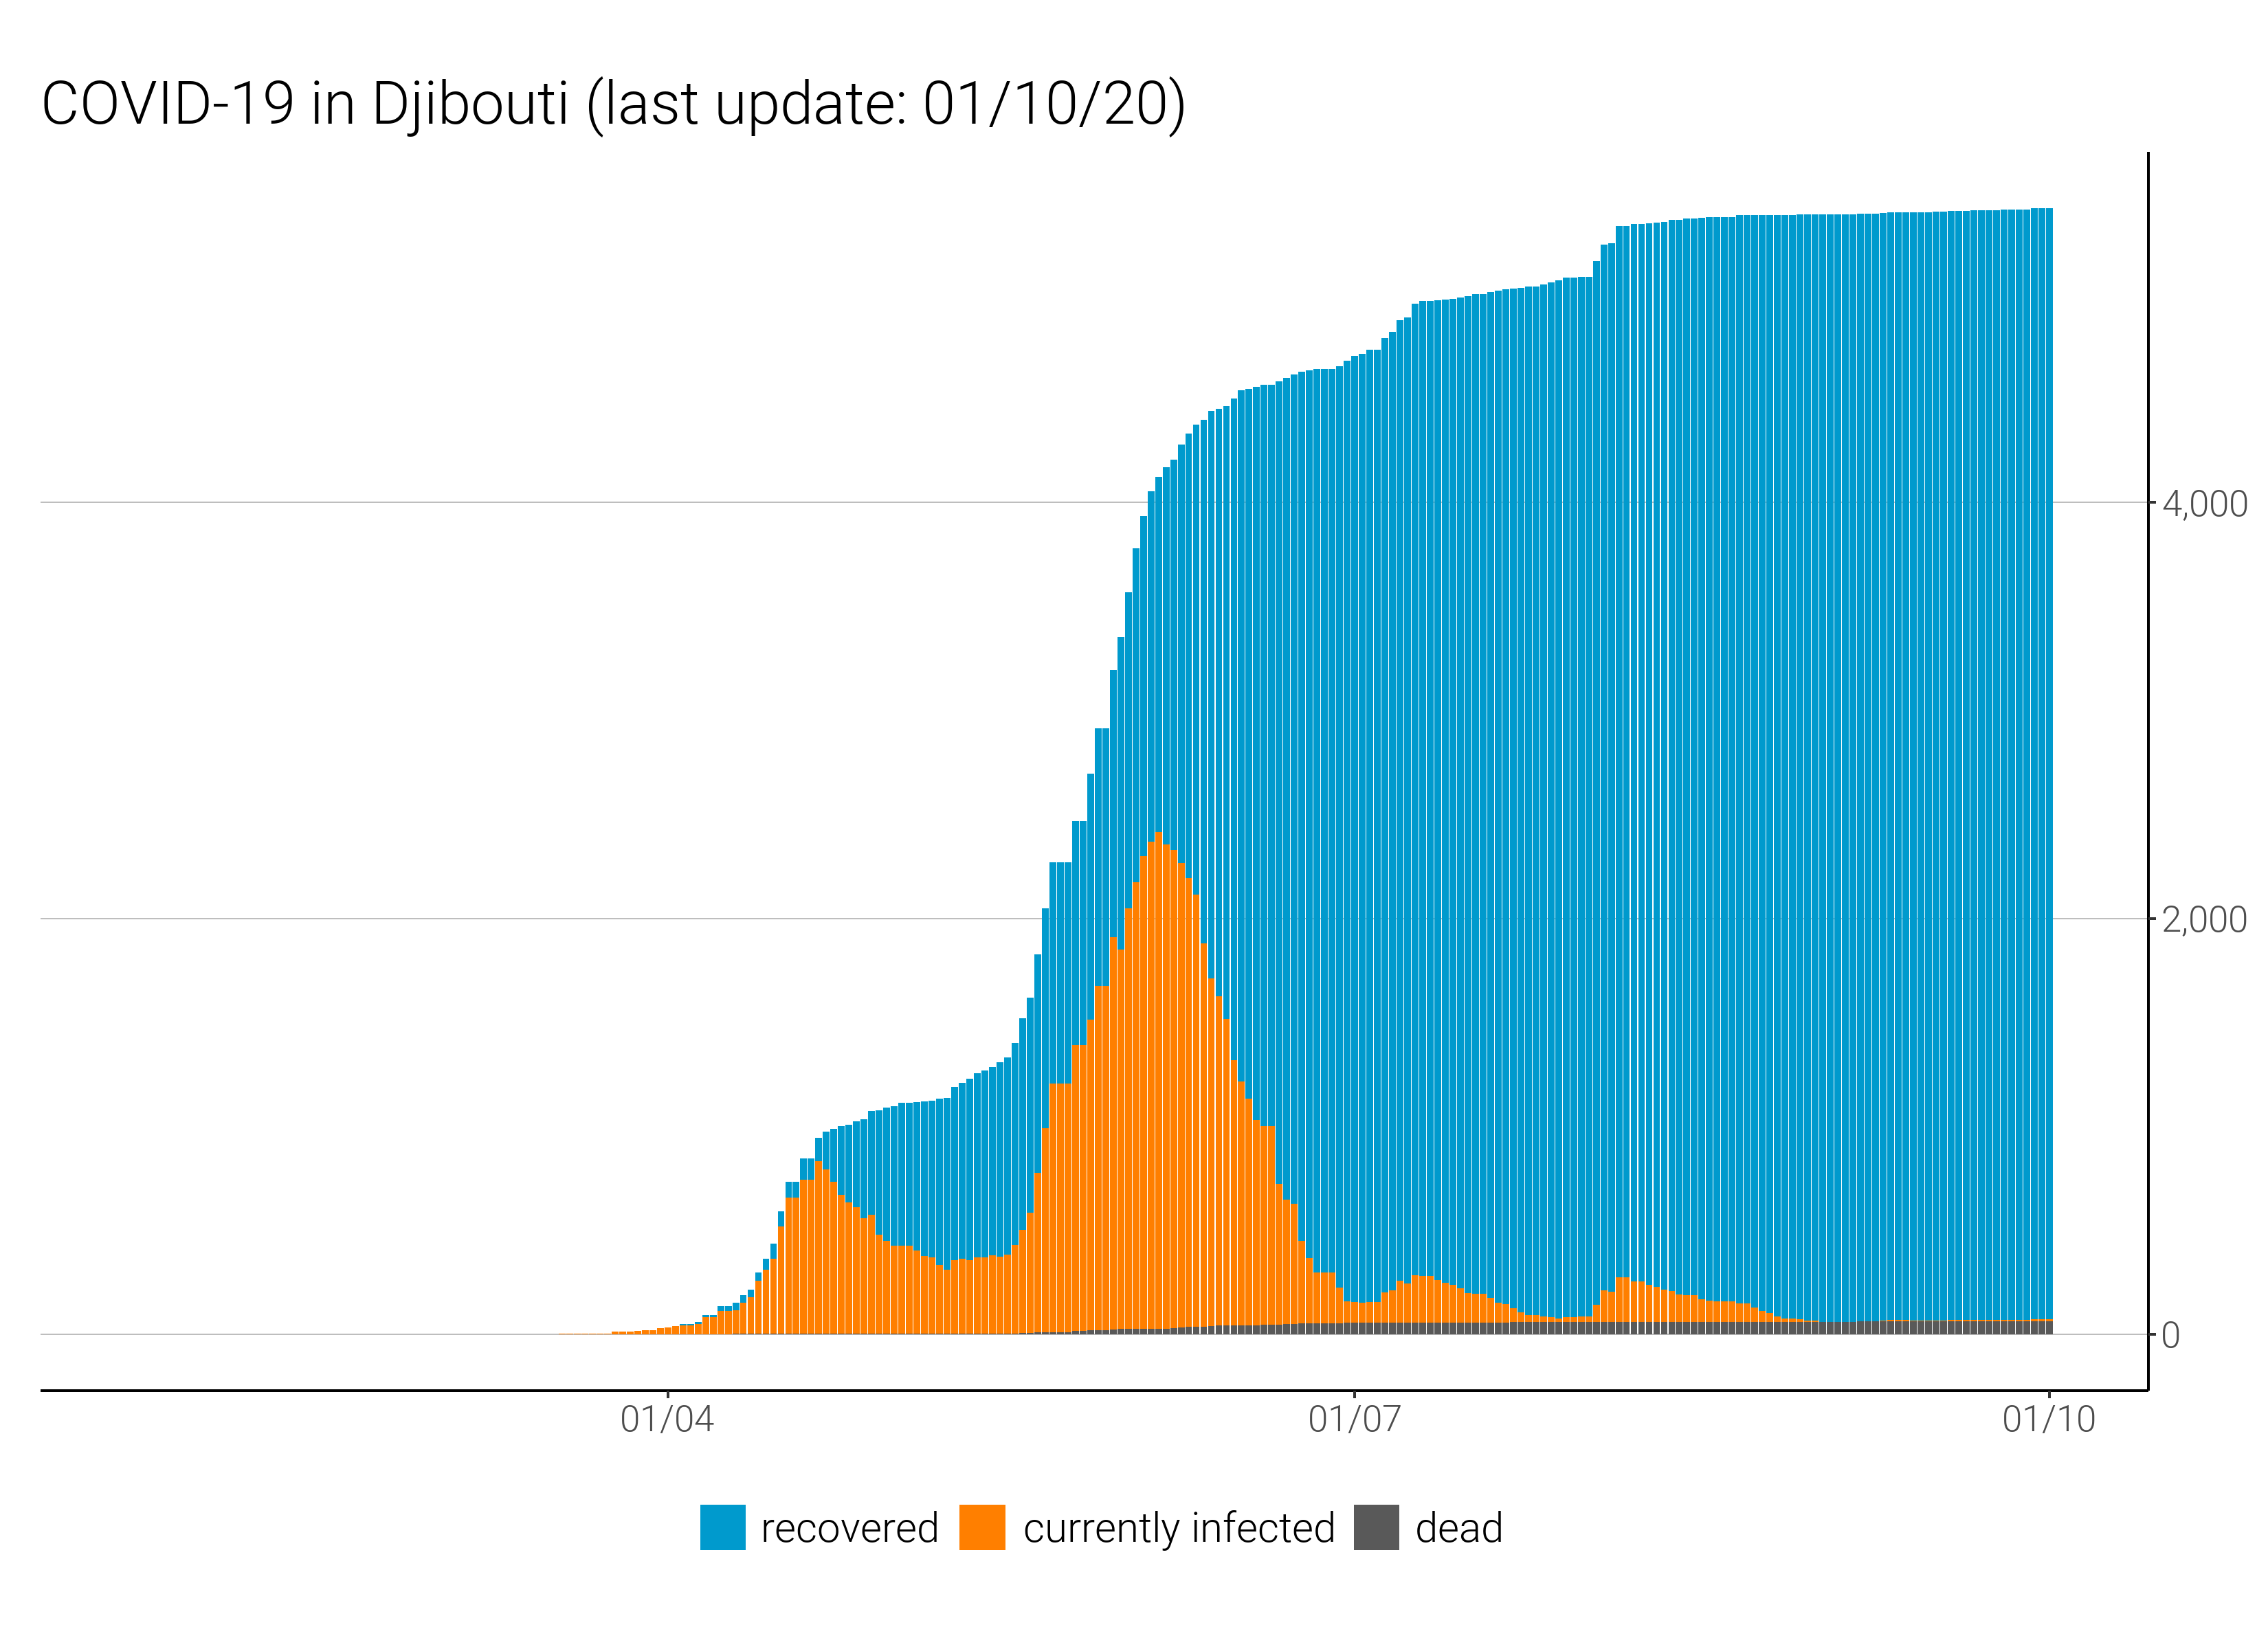 COVID-19 in Djibouti (last update: 01/10/20)
4,000
2,000
0
01/04 01/07 01/10
recovered currently infected dead